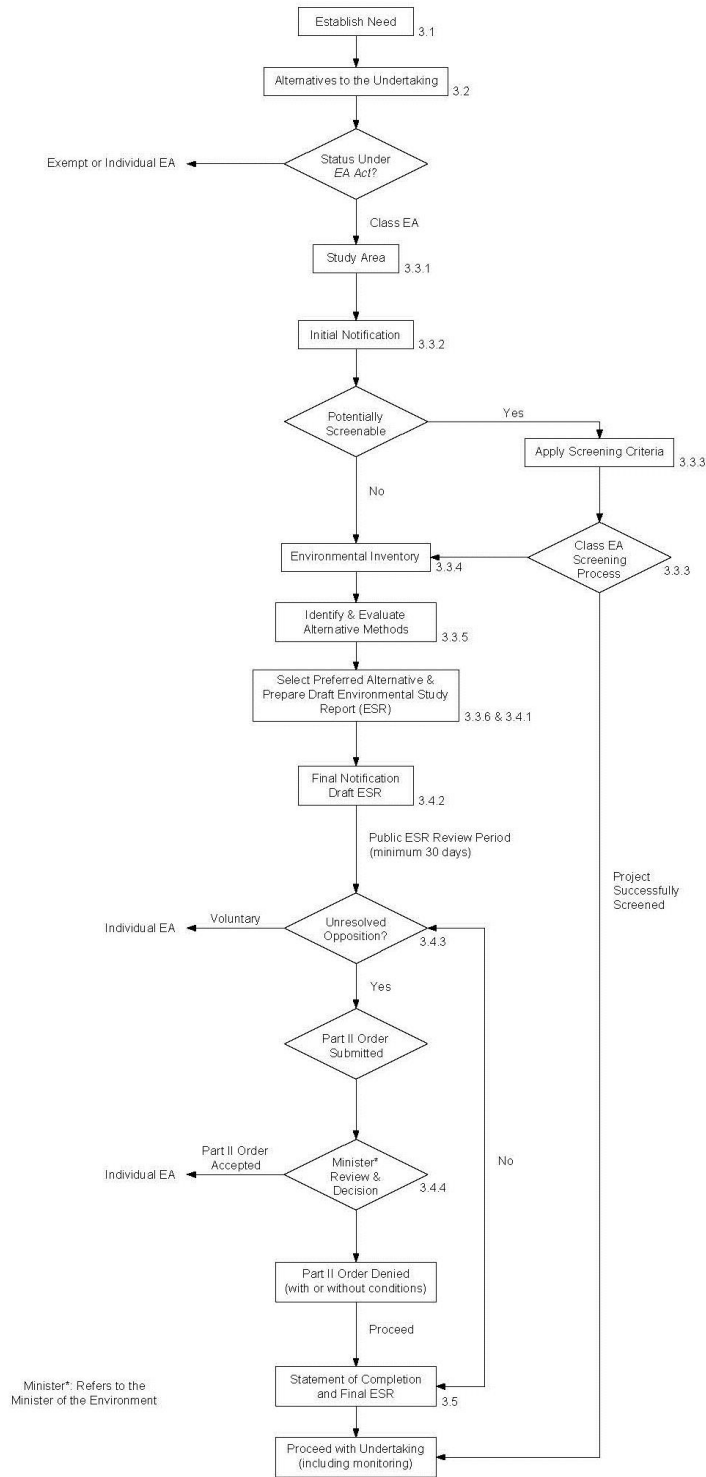 Establish Need
3.1
Alternatives to the Undertaking
3.2
Status Under
EA Act?
Exempt or Individual EA
Class EA
Study Area
3.3.1
Initial Notification
3.3.2
Potentially
Screenable
Yes
Apply Screening Criteria
3.3.3
No
Environmental Inventory
3.3.4
Class EA
Screening
Process
3.3.3
Identify & Evaluate
Alternative Methods
3.3.5
Select Preferred Alternative &
Prepare Draft Environmental Study
Report (ESR)
3.3.6 & 3.4.1
Final Notification
Draft ESR
3.4.2
Public ESR Review Period
(minimum 30 days)
Project
Successfully
Screened
Individual EA
Voluntary
Unresolved
Opposition?
3.4.3
Yes
Part II Order
Submitted
Individual EA
Part II Order
Accepted
Minister*
Review &
Decision
3.4.4
No
Part II Order Denied
(with or without conditions)
Proceed
Statement of Completion
and Final ESR
3.5
Minister*: Refers to the
Minister of the Environment
Proceed with Undertaking
(including monitoring)